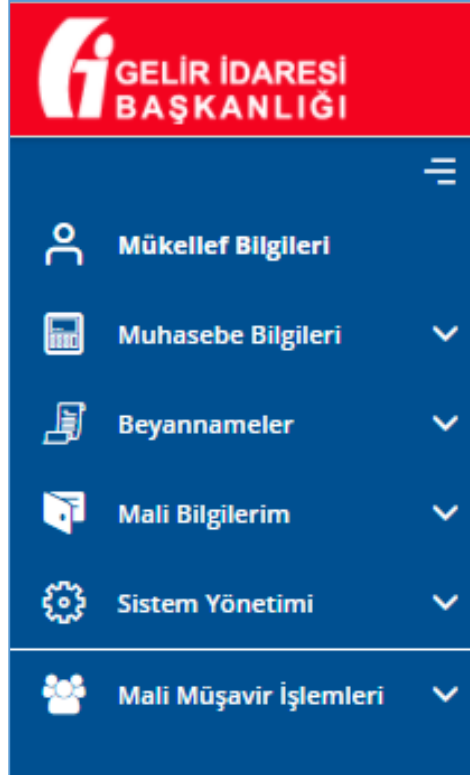 GELİR İDARESİ
BAŞKANLIĞI
Mükellef Bilgileri
Muhasebe Bilgileri
Beyannameler
Mali Bilgilerim
Sistem Yönetimi
Mali Müşavir İşlemleri